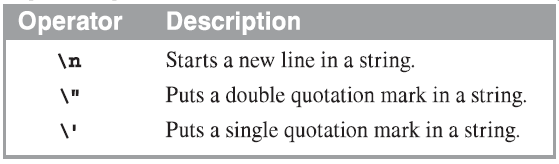 Operator Description
\n Starts a new line in a string.
\" Puts a double quotation mark in a string.
\' Puts a single quotation mark in a string.